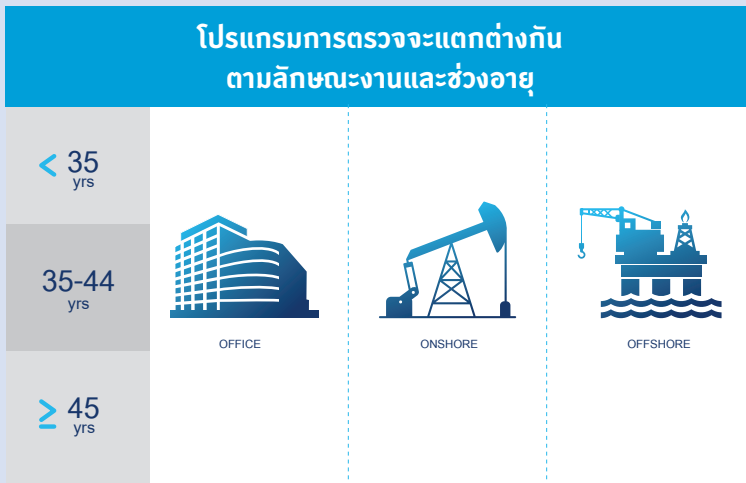 โปรแกรมการตรวจจะแตกต่างกัน
ตามลักษณะงานและช่วงอายุ
< 35
yrs
35-44
yrs
≥ 45
yrs
OFFICE
ONSHORE
OFFSHORE